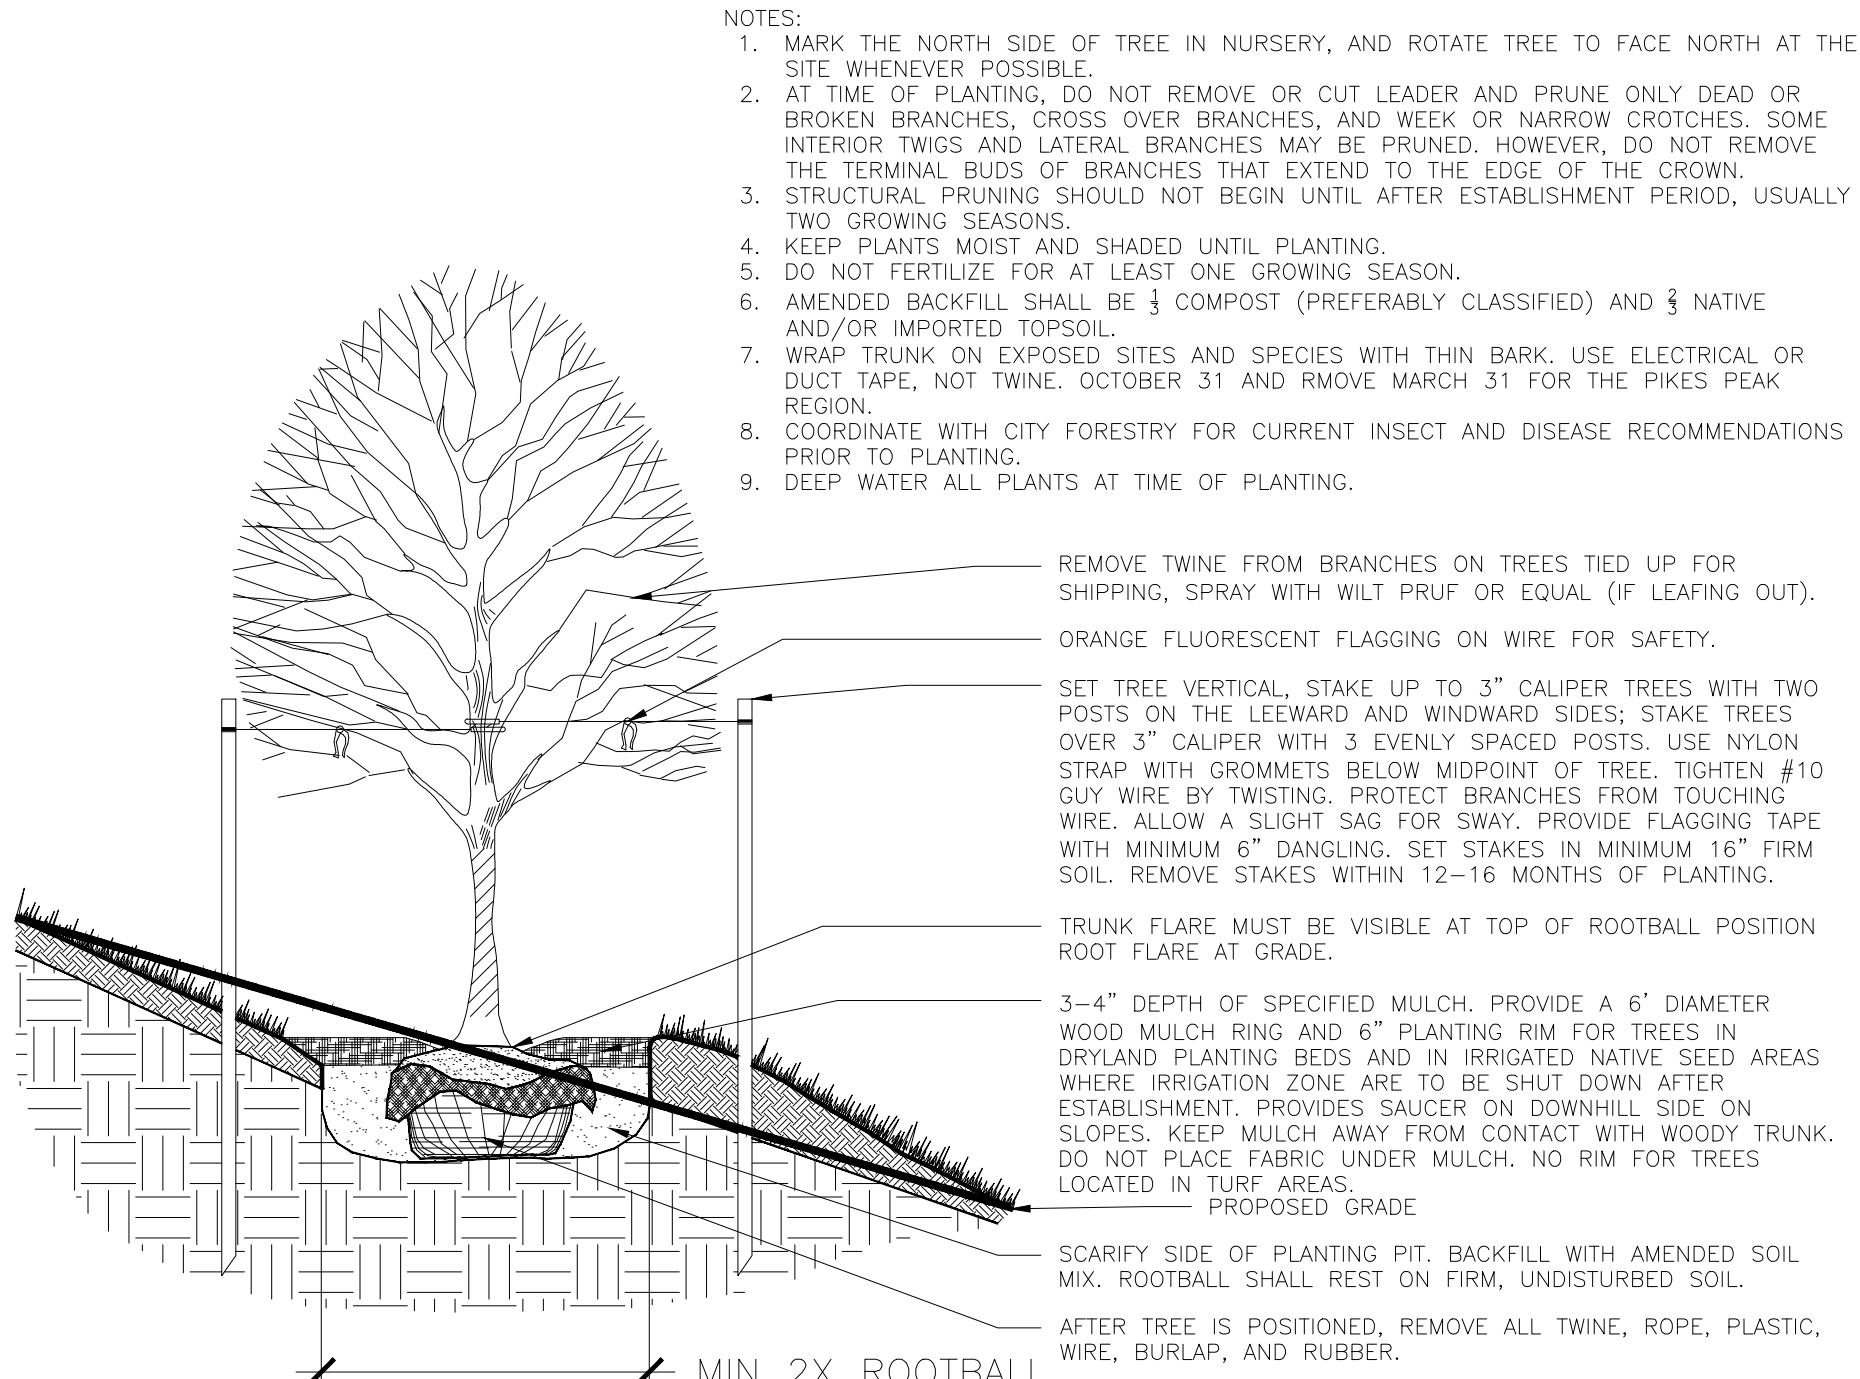 NOTES:
1. MARK THE NORTH SIDE OF TREE IN NURSERY, AND ROTATE TREE TO FACE NORTH AT THE
SITE WHENEVER POSSIBLE.
2. AT TIME OF PLANTING, DO NOT REMOVE OR CUT LEADER AND PRUNE ONLY DEAD OR
BROKEN BRANCHES, CROSS OVER BRANCHES, AND WEEK OR NARROW CROTCHES. SOME
INTERIOR TWIGS AND LATERAL BRANCHES MAY BE PRUNED. HOWEVER, DO NOT REMOVE
THE TERMINAL BUDS OF BRANCHES THAT EXTEND TO THE EDGE OF THE CROWN.
3. STRUCTURAL PRUNING SHOULD NOT BEGIN UNTIL AFTER ESTABLISHMENT PERIOD, USUALLY
TWO GROWING SEASONS.
4. KEEP PLANTS MOIST AND SHADED UNTIL PLANTING.
5. DO NOT FERTILIZE FOR AT LEAST ONE GROWING SEASON.
6. AMENDED BACKFILL SHALL BE 1/3 COMPOST (PREFERABLY CLASSIFIED) AND 2/3 NATIVE
AND/OR IMPORTED TOPSOIL.
7. WRAP TRUNK ON EXPOSED SITES AND SPECIES WITH THIN BARK. USE ELECTRICAL OR
DUCT TAPE, NOT TWINE. OCTOBER 31 AND RMOVE MARCH 31 FOR THE PIKES PEAK
REGION.
8. COORDINATE WITH CITY FORESTRY FOR CURRENT INSECT AND DISEASE RECOMMENDATIONS
PRIOR TO PLANTING.
9. DEEP WATER ALL PLANTS AT TIME OF PLANTING.
REMOVE TWINE FROM BRANCHES ON TREES TIED UP FOR
SHIPPING, SPRAY WITH WILT PRUF OR EQUAL (IF LEAFING OUT).
ORANGE FLUORESCENT FLAGGING ON WIRE FOR SAFETY.
SET TREE VERTICAL, STAKE UP TO 3” CALIPER TREES WITH TWO
POSTS ON THE LEEWARD AND WINDWARD SIDES; STAKE TREES
OVER 3” CALIPER WITH 3 EVENLY SPACED POSTS. USE NYLON
STRAP WITH GROMMETS BELOW MIDPOINT OF TREE. TIGHTEN #10
GUY WIRE BY TWISTING. PROTECT BRANCHES FROM TOUCHING
WIRE. ALLOW A SLIGHT SAG FOR SWAY. PROVIDE FLAGGING TAPE
WITH MINIMUM 6” DANGLING. SET STAKES IN MINIMUM 16” FIRM
SOIL. REMOVE STAKES WITHIN 12–16 MONTHS OF PLANTING.
TRUNK FLARE MUST BE VISIBLE AT TOP OF ROOTBALL POSITION
ROOT FLARE AT GRADE.
3–4” DEPTH OF SPECIFIED MULCH. PROVIDE A 6’ DIAMETER
WOOD MULCH RING AND 6” PLANTING RIM FOR TREES IN
DRYLAND PLANTING BEDS AND IN IRRIGATED NATIVE SEED AREAS
WHERE IRRIGATION ZONE ARE TO BE SHUT DOWN AFTER
ESTABLISHMENT. PROVIDES SAUCER ON DOWNHILL SIDE ON
SLOPES. KEEP MULCH AWAY FROM CONTACT WITH WOODY TRUNK.
DO NOT PLACE FABRIC UNDER MULCH. NO RIM FOR TREES
LOCATED IN TURF AREAS.
PROPOSED GRADE
SCARIFY SIDE OF PLANTING PIT. BACKFILL WITH AMENDED SOIL
MIX. ROOTBALL SHALL REST ON FIRM, UNDISTURBED SOIL.
AFTER TREE IS POSITIONED, REMOVE ALL TWINE, ROPE, PLASTIC,
WIRE, BURLAP, AND RUBBER.
MIN 2X ROOTBALL